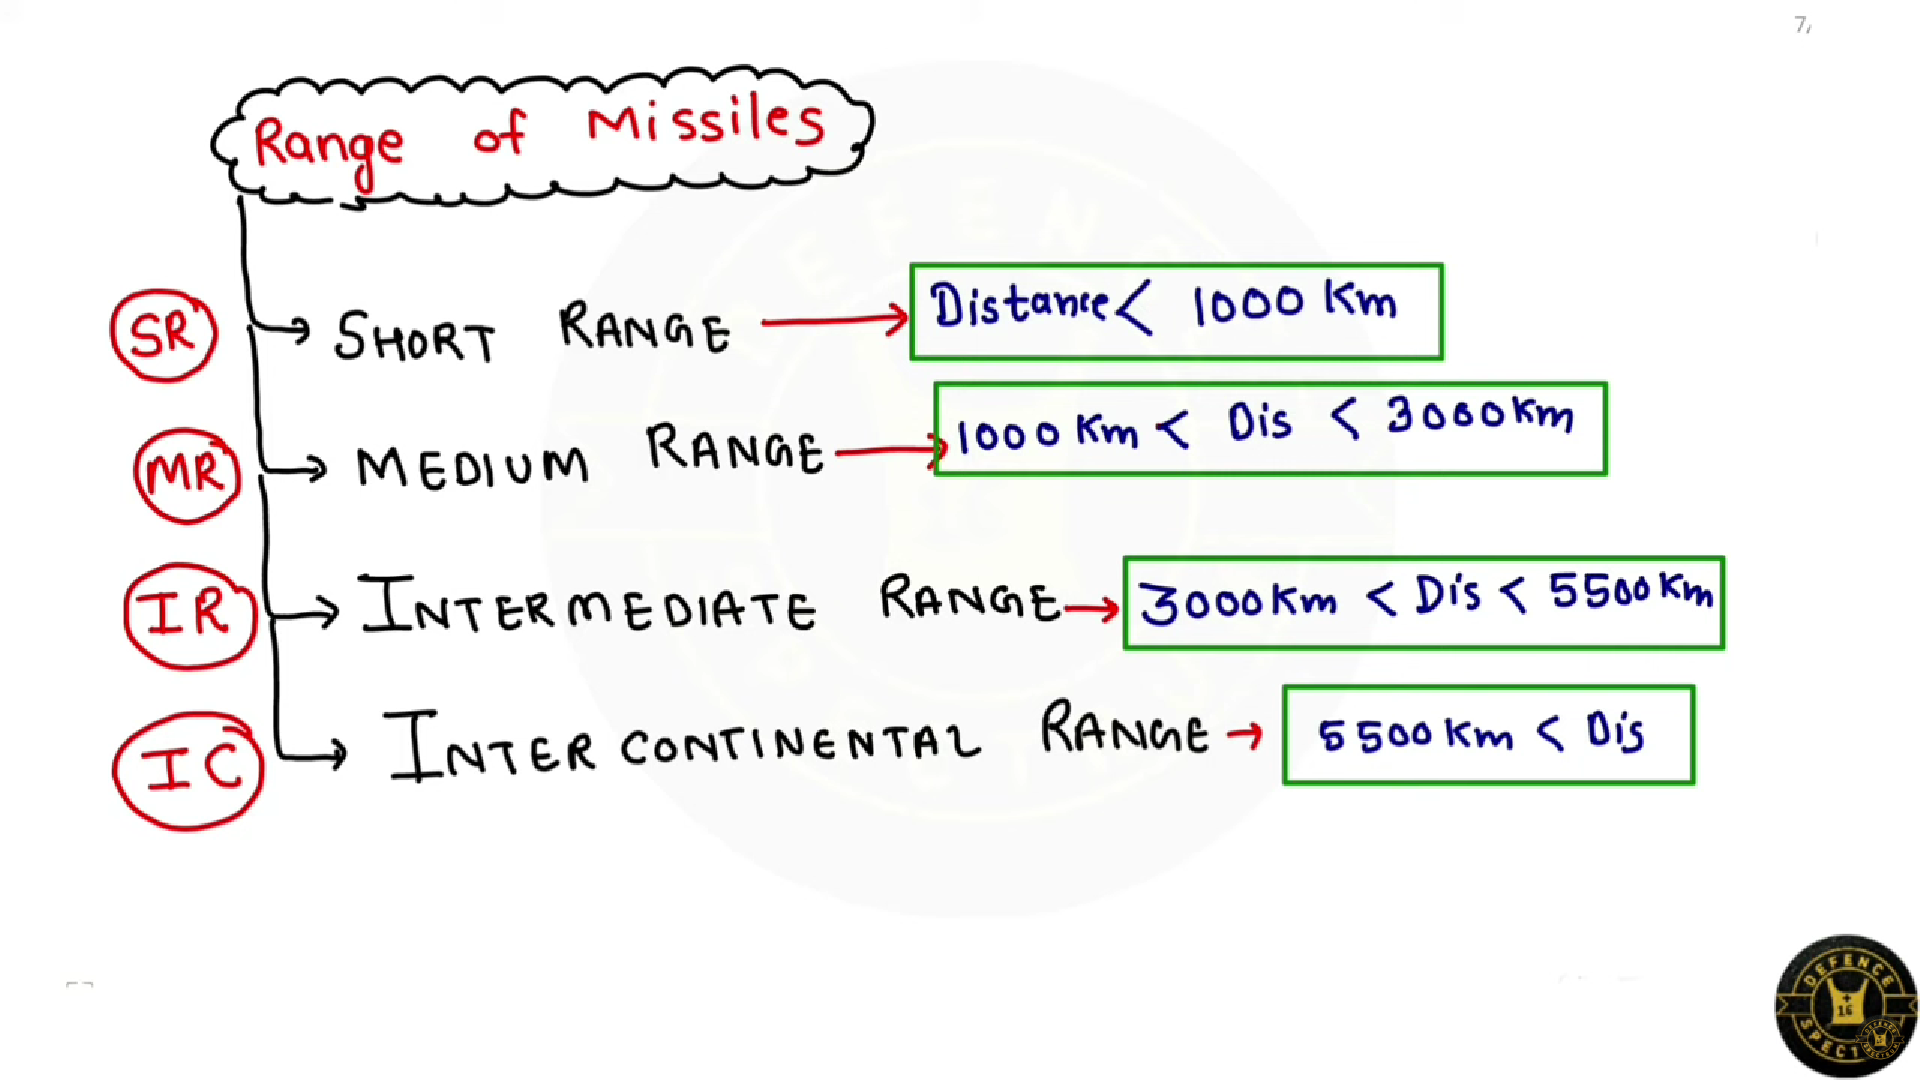 7/
Range of Missiles
SR SHORT RANGE Distance < 1000 Km
MR MEDIUM RANGE 1000 Km < Dis < 3000 Km
IR INTERMEDIATE RANGE 3000 Km < Dis < 5500 Km
IC INTER CONTINENTAL RANGE 5500 Km < Dis
DEFENCE
+
16